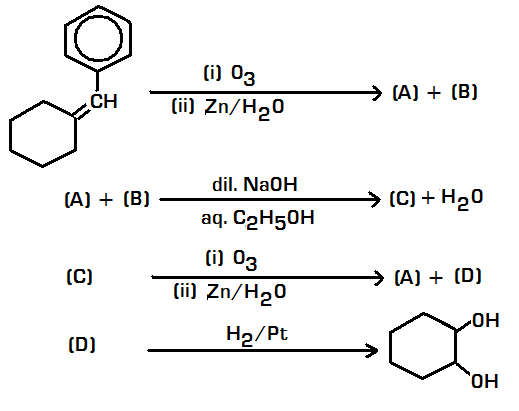 CH
(i) O3
(ii) Zn/H2O
(A) + (B)
(A) + (B)
dil. NaOH
aq. C2H5OH
(C) + H2O
(C)
(i) O3
(ii) Zn/H2O
(A) + (D)
(D)
H2/Pt
OH
OH